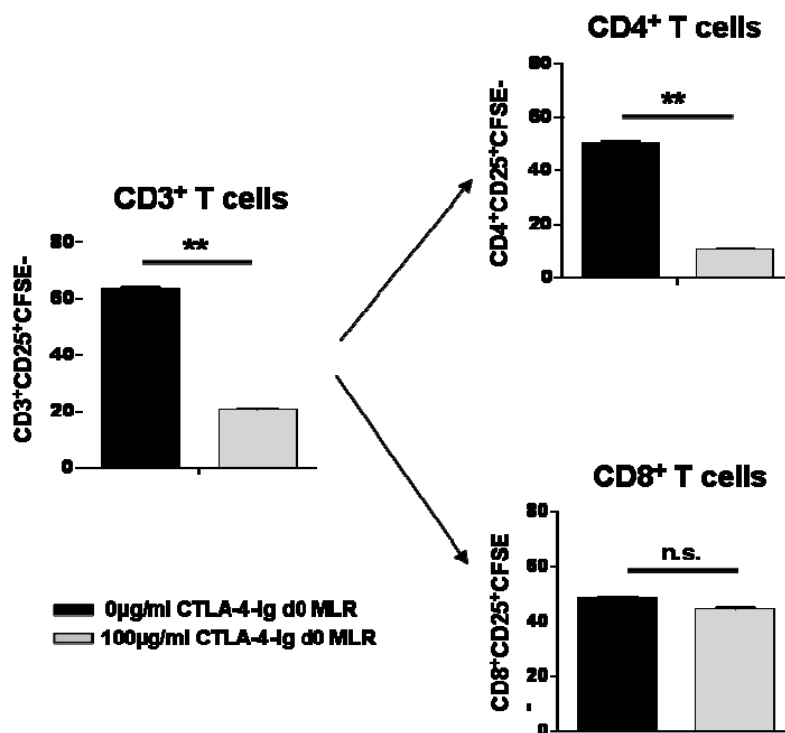 CD4+ T cells
CD4+CD25+CFSE-
80
60
40
20
0
**
CD3+ T cells
CD3+CD25+CFSE-
80
60
40
20
0
**
CD8+ T cells
CD8+CD25+CFSE
-
80
60
40
20
0
n.s.
0µg/ml CTLA-4-Ig d0 MLR
100µg/ml CTLA-4-Ig d0 MLR